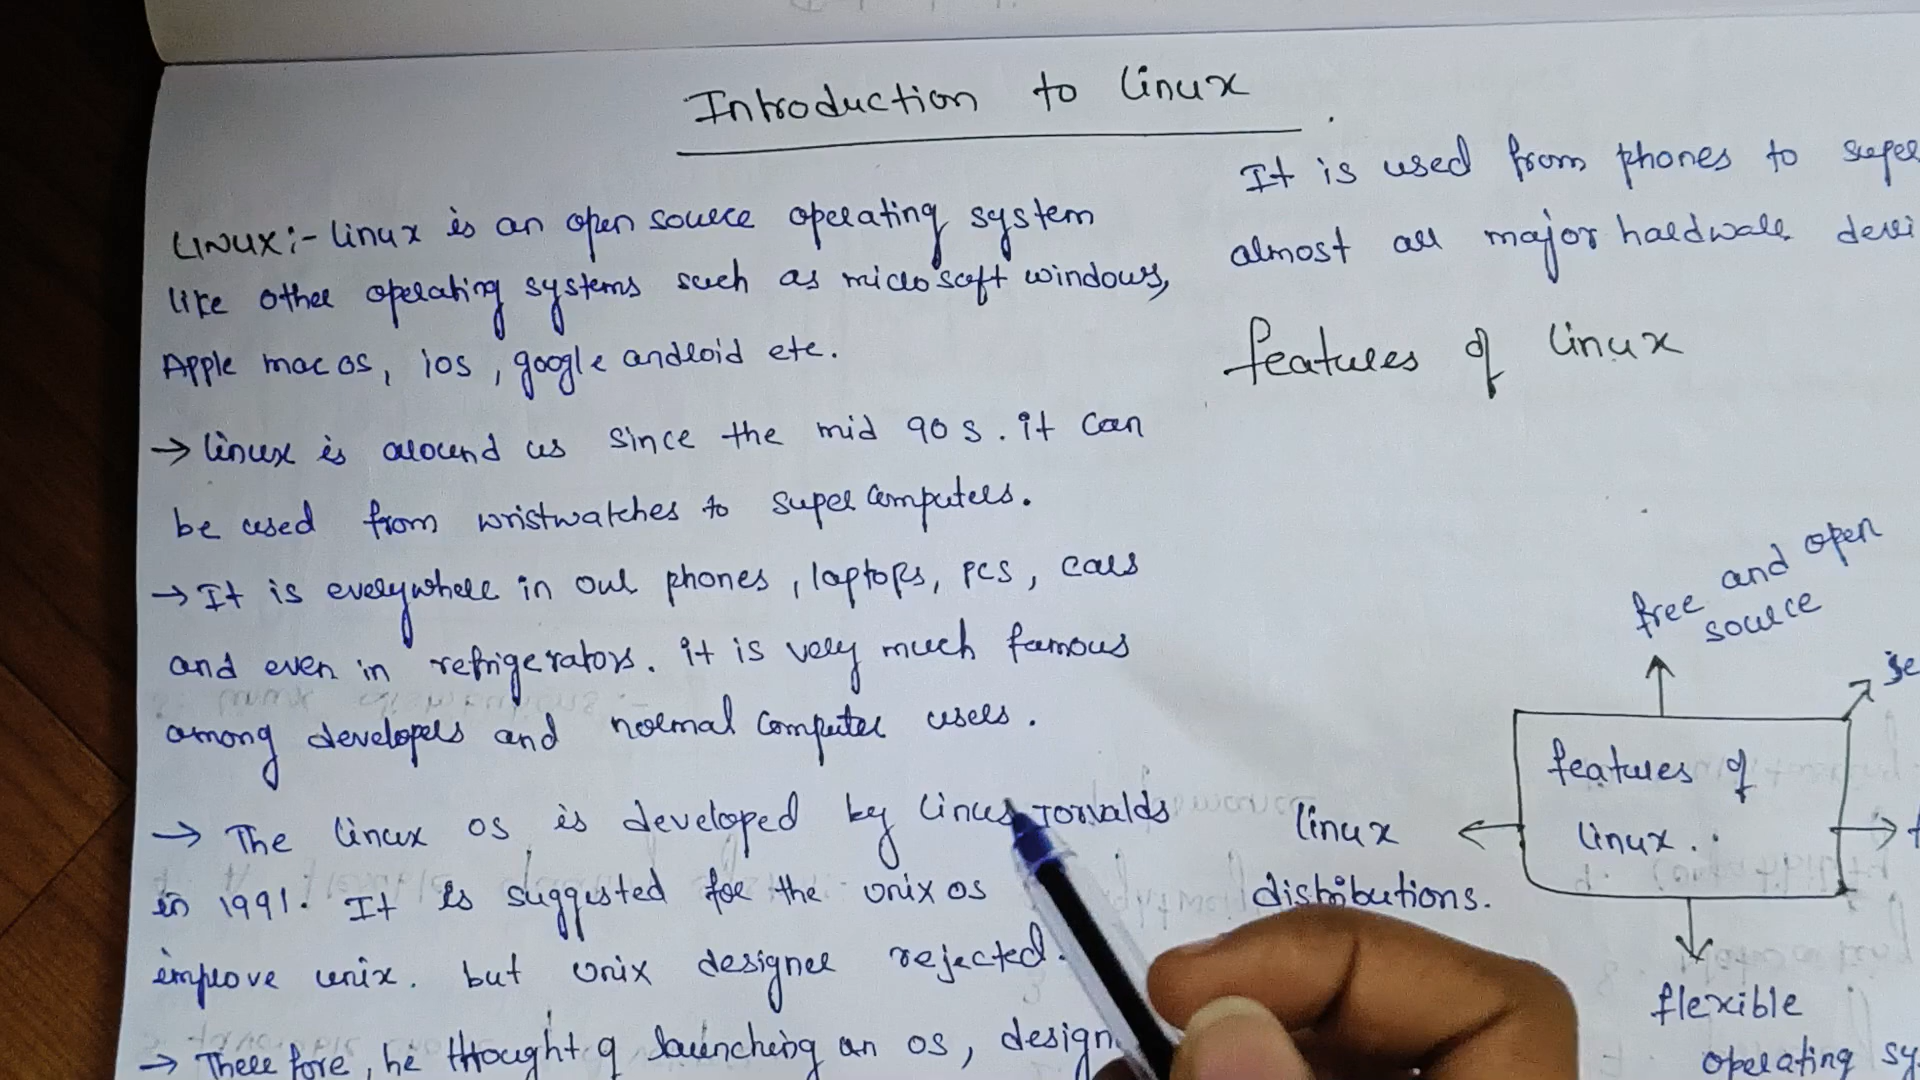 Introduction to linux
LINUX:- linux is an open source operating system
like other operating systems such as microsoft windows,
Apple mac os, ios, google android etc.
→ linux is around us since the mid 90s. it can
be used from wristwatches to super computers.
→ It is everywhere in our phones, laptops, pcs, cars
and even in refrigerators. it is very much famous
among developers and normal computer users.
→ The linux os is developed by linus Torvalds
in 1991. It is suggested for the unix os
improve unix. but unix designer rejected.
→ There fore, he thought of launching an os, design
It is used from phones to super
almost all major hardware devi
features of linux
free and open
source
se
features of
linux.
linux
distributions.
flexible
operating sy